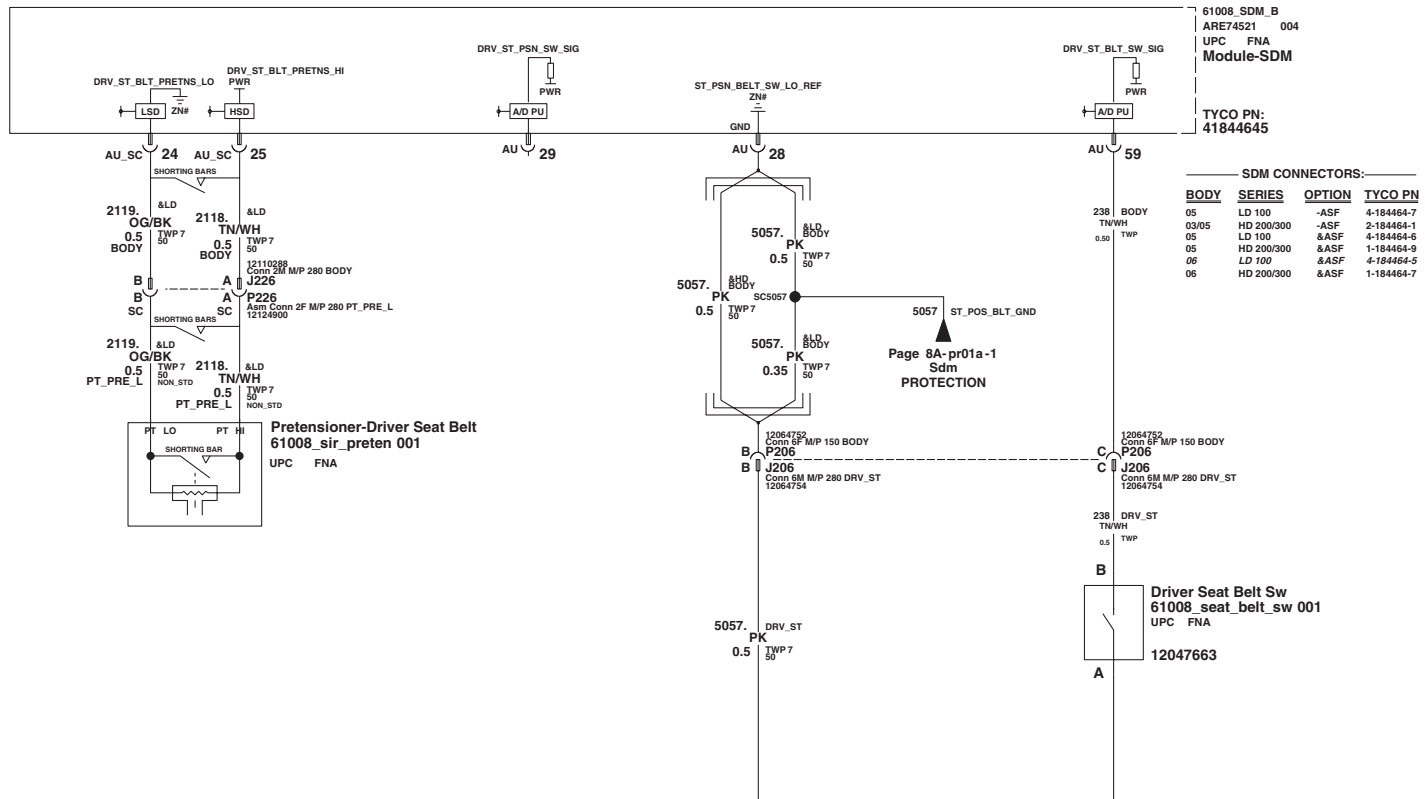 61008_SDM_B
ARE74521 004
UPC FNA
Module-SDM
TYCO PN:
41844645
DRV_ST_BLT_PRETNS_LO
DRV_ST_BLT_PRETNS_HI
PWR
LSD
ZN#
HSD
DRV_ST_PSN_SW_SIG
PWR
A/D PU
ST_PSN_BELT_SW_LO_REF
ZN#
GND
DRV_ST_BLT_SW_SIG
PWR
A/D PU
AU_SC 24
AU_SC 25
AU 29
AU 28
AU 59
SHORTING BARS
2119. &LD
OG/BK
0.5 TWP 7
BODY 50
2118. &LD
TN/WH
0.5 TWP 7
BODY 50
12110288
Conn 2M M/P 280 BODY
B A J226
B A P226
SC SC Asm Conn 2F M/P 280 PT_PRE_L
12124900
SHORTING BARS
2119. &LD
OG/BK
0.5 TWP 7
50
PT_PRE_L NON_STD
2118. &LD
TN/WH
0.5 TWP 7
50
PT_PRE_L NON_STD
PT LO PT HI
SHORTING BAR
Pretensioner-Driver Seat Belt
61008_sir_preten 001
UPC FNA
5057. &LD
BODY
PK
0.5 TWP 7
50
5057. &HD
BODY
PK
0.5 TWP 7
50
SC5057
5057 ST_POS_BLT_GND
Page 8A-pr01a-1
Sdm
PROTECTION
5057. &LD
BODY
PK
0.35 TWP 7
50
12064752
Conn 6F M/P 150 BODY
B P206
B J206
Conn 6M M/P 280 DRV_ST
12064754
5057. DRV_ST
PK
0.5 TWP 7
50
238 BODY
TN/WH
0.50 TWP
12064752
Conn 6F M/P 150 BODY
C P206
C J206
Conn 6M M/P 280 DRV_ST
12064754
238 DRV_ST
TN/WH
0.5 TWP
B
Driver Seat Belt Sw
61008_seat_belt_sw 001
UPC FNA
12047663
A
SDM CONNECTORS:
BODY SERIES OPTION TYCO PN
05 LD 100 -ASF 4-184464-7
03/05 HD 200/300 -ASF 2-184464-1
05 LD 100 &ASF 4-184464-6
05 HD 200/300 &ASF 1-184464-9
06 LD 100 &ASF 4-184464-5
06 HD 200/300 &ASF 1-184464-7